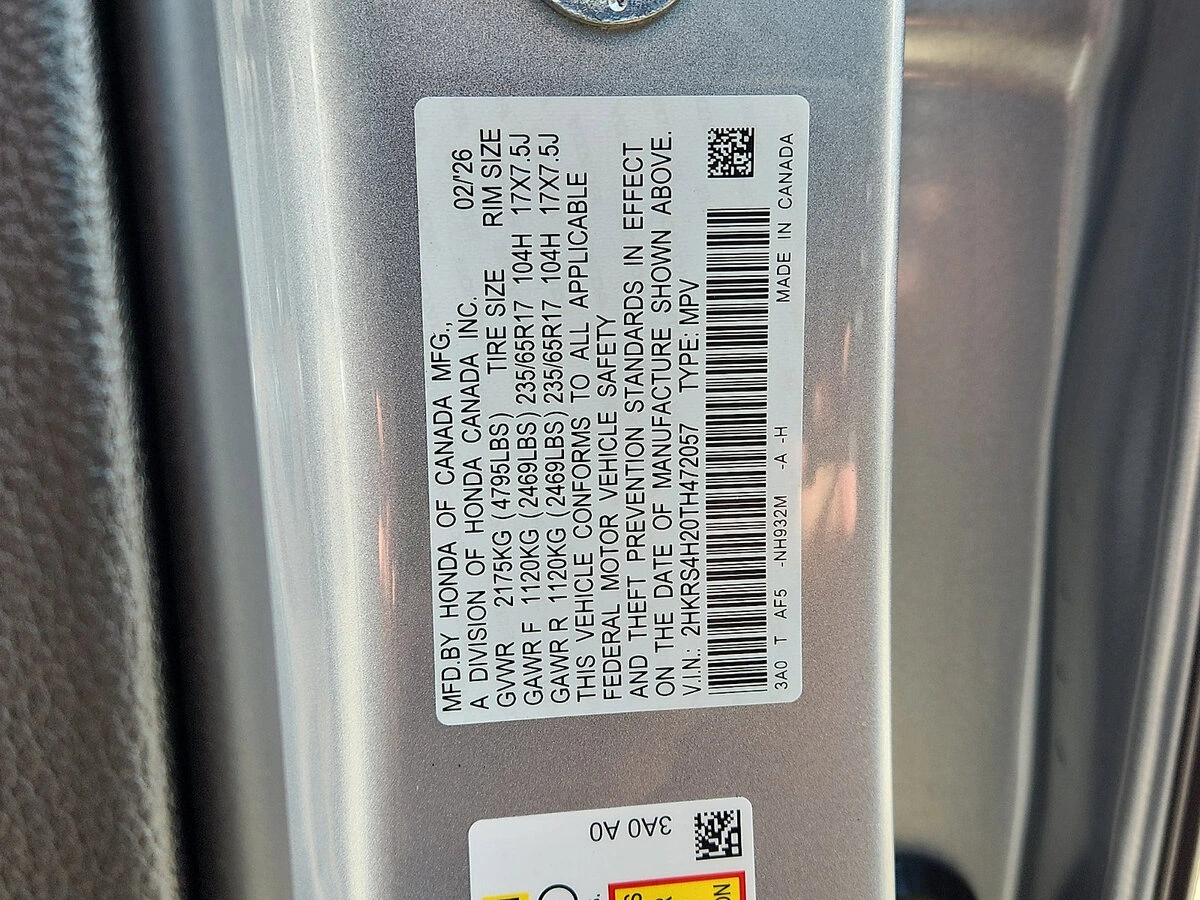 MFD.BY HONDA OF CANADA MFG.,
A DIVISION OF HONDA CANADA INC. 02/'26
GVWR 2175KG (4795LBS) TIRE SIZE RIM SIZE
GAWR F 1120KG (2469LBS) 235/65R17 104H 17X7.5J
GAWR R 1120KG (2469LBS) 235/65R17 104H 17X7.5J
THIS VEHICLE CONFORMS TO ALL APPLICABLE
FEDERAL MOTOR VEHICLE SAFETY
AND THEFT PREVENTION STANDARDS IN EFFECT
ON THE DATE OF MANUFACTURE SHOWN ABOVE.
V.I.N.: 2HKRS4H20TH472057 TYPE: MPV
3A0 T AF5 -NH932M -A -H MADE IN CANADA
3A0 A0